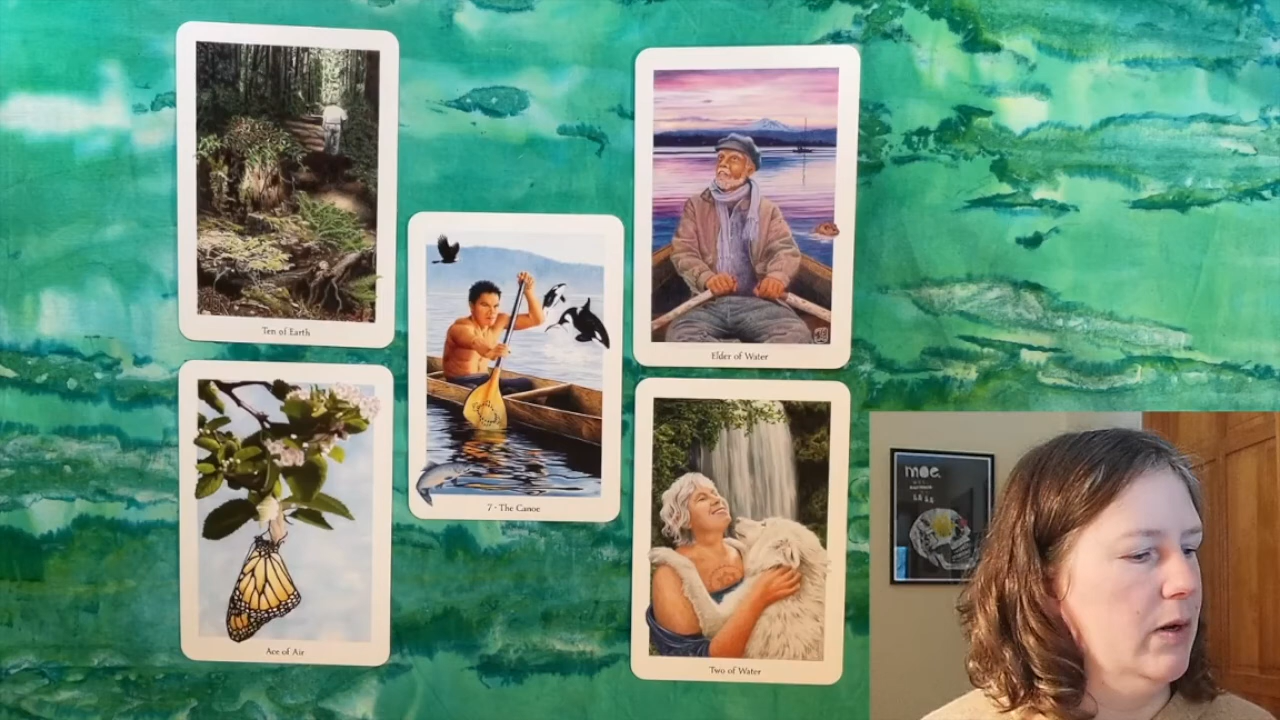 Ten of Earth
Elder of Water
7 · The Canoe
Ace of Air
Two of Water
moe.